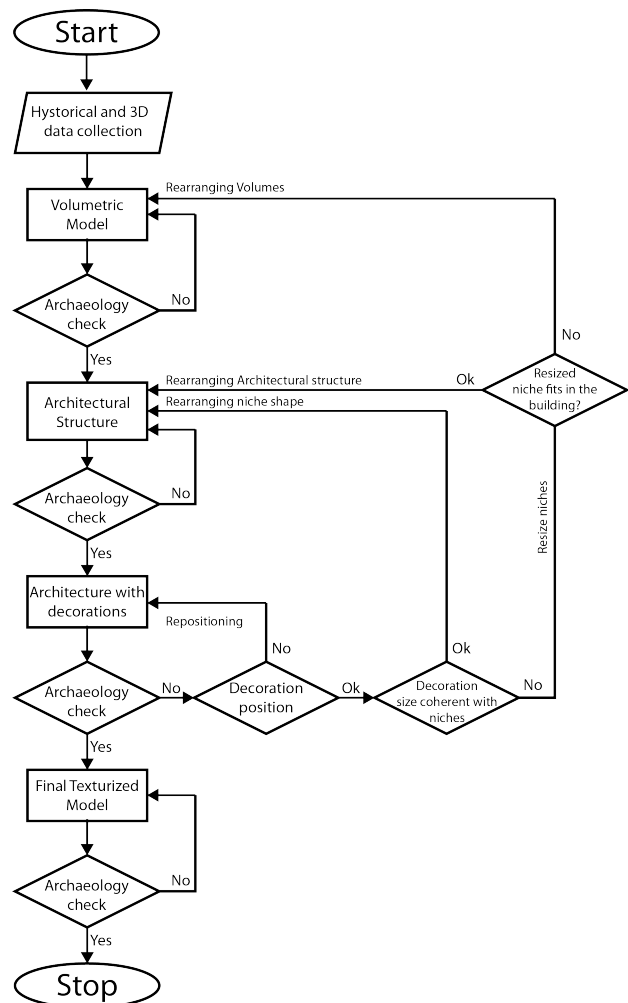 Start
Hystorical and 3D
data collection
Rearranging Volumes
Volumetric
Model
Archaeology
check
No
Yes
No
Rearranging Architectural structure
Ok
Resized
niche fits in the
building?
Rearranging niche shape
Architectural
Structure
Archaeology
check
No
Yes
Resize niches
Architecture with
decorations
Repositioning
No
Ok
Archaeology
check
No
Decoration
position
Ok
Decoration
size coherent with
niches
No
Yes
Final Texturized
Model
Archaeology
check
No
Yes
Stop